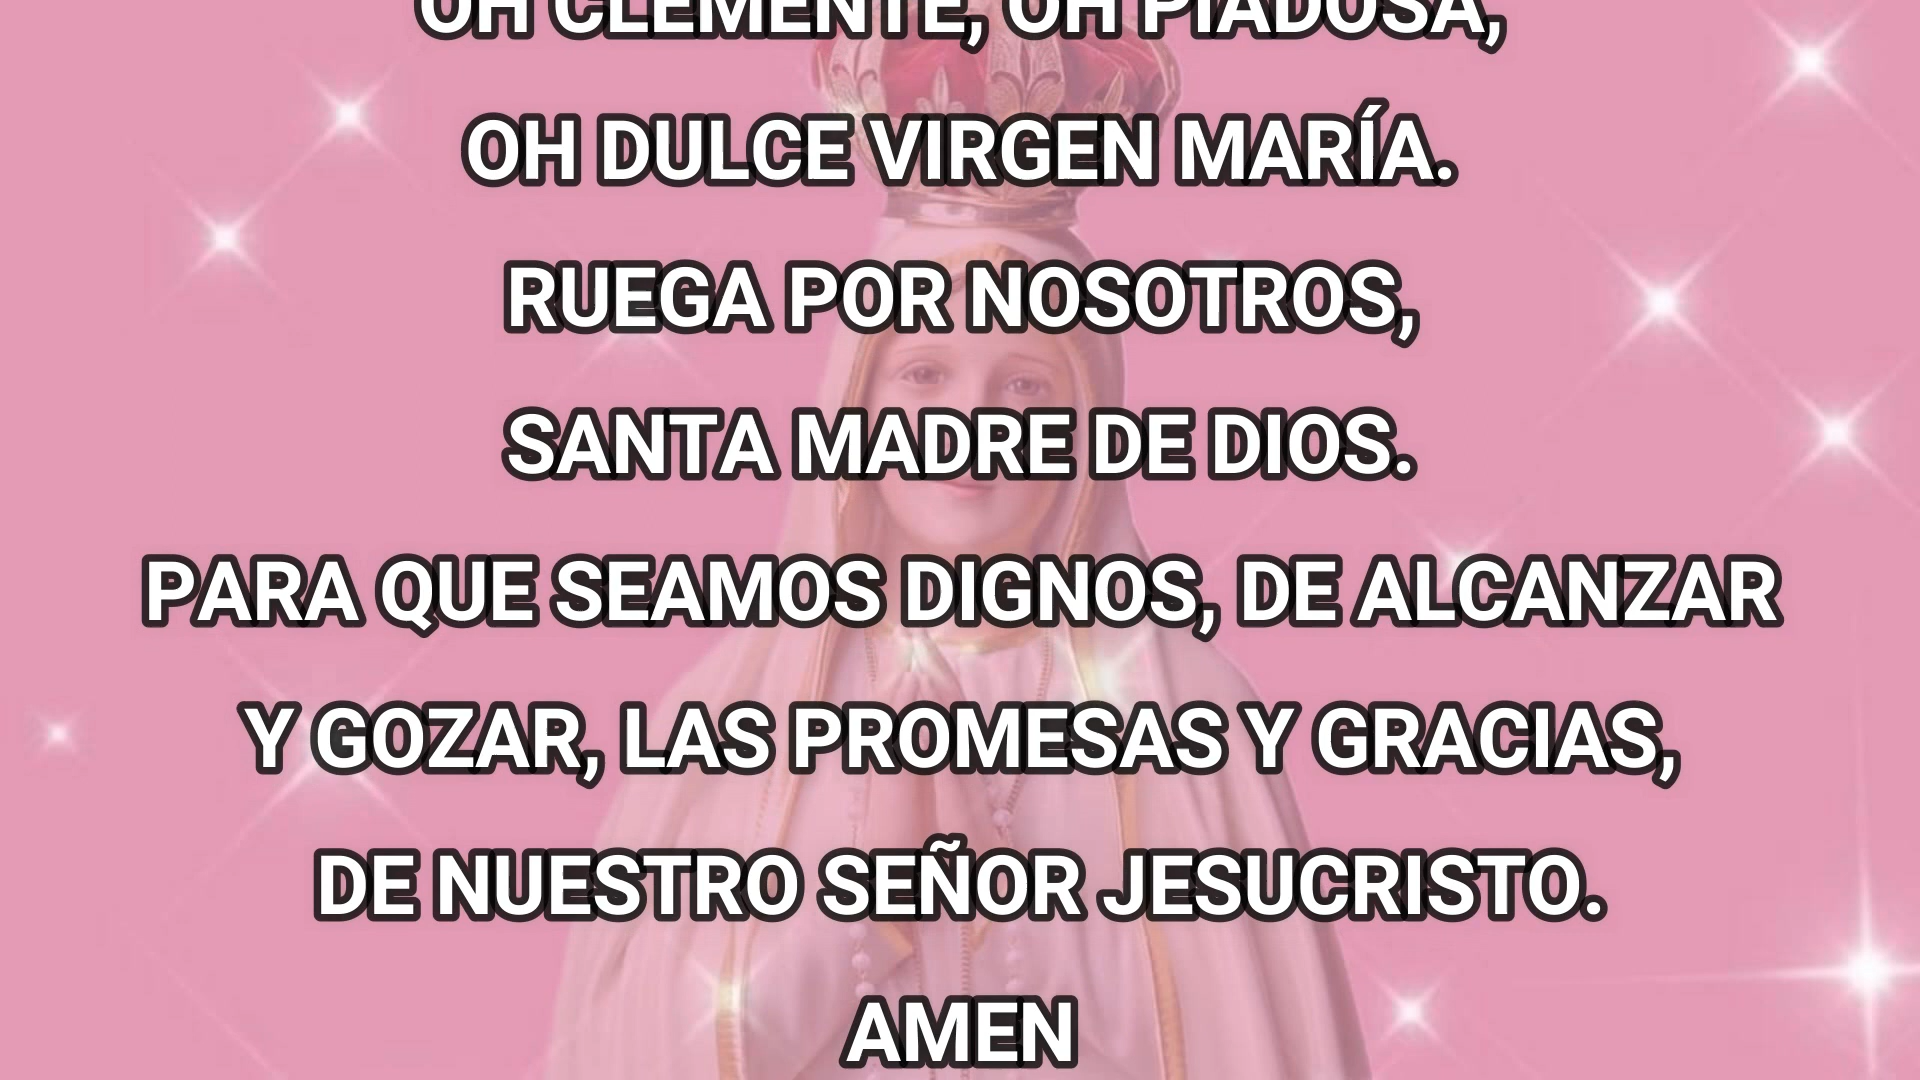 OH CLEMENTE, OH PIADOSA,
OH DULCE VIRGEN MARÍA.
RUEGA POR NOSOTROS,
SANTA MADRE DE DIOS.
PARA QUE SEAMOS DIGNOS, DE ALCANZAR
Y GOZAR, LAS PROMESAS Y GRACIAS,
DE NUESTRO SEÑOR JESUCRISTO.
AMEN